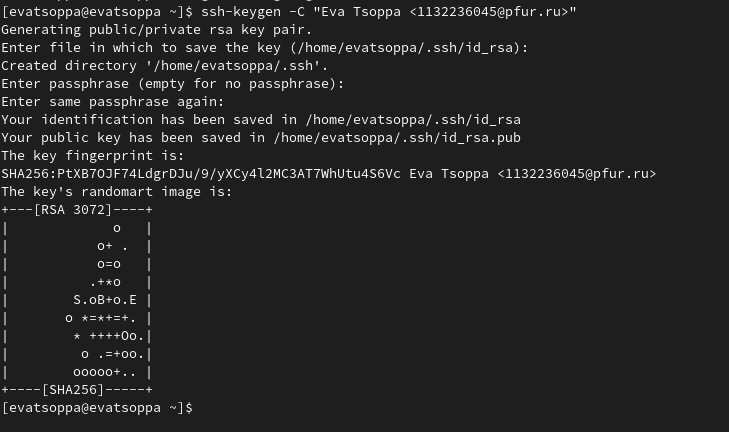 [evatsoppa@evatsoppa ~]$ ssh-keygen -C "Eva Tsoppa <1132236045@pfur.ru>"
Generating public/private rsa key pair.
Enter file in which to save the key (/home/evatsoppa/.ssh/id_rsa):
Created directory '/home/evatsoppa/.ssh'.
Enter passphrase (empty for no passphrase):
Enter same passphrase again:
Your identification has been saved in /home/evatsoppa/.ssh/id_rsa
Your public key has been saved in /home/evatsoppa/.ssh/id_rsa.pub
The key fingerprint is:
SHA256:PtXB7OJF74LdgrDJu/9/yXCy4l2MC3AT7WhUtu4S6Vc Eva Tsoppa <1132236045@pfur.ru>
The key's randomart image is:
+---[RSA 3072]----+
|             o   |
|           o+ .  |
|           o=o   |
|          .+*o   |
|        S.oB+o.E |
|       o *=*+=+. |
|        * ++++Oo.|
|         o .=+oo.|
|        ooooo+.. |
+----[SHA256]-----+
[evatsoppa@evatsoppa ~]$